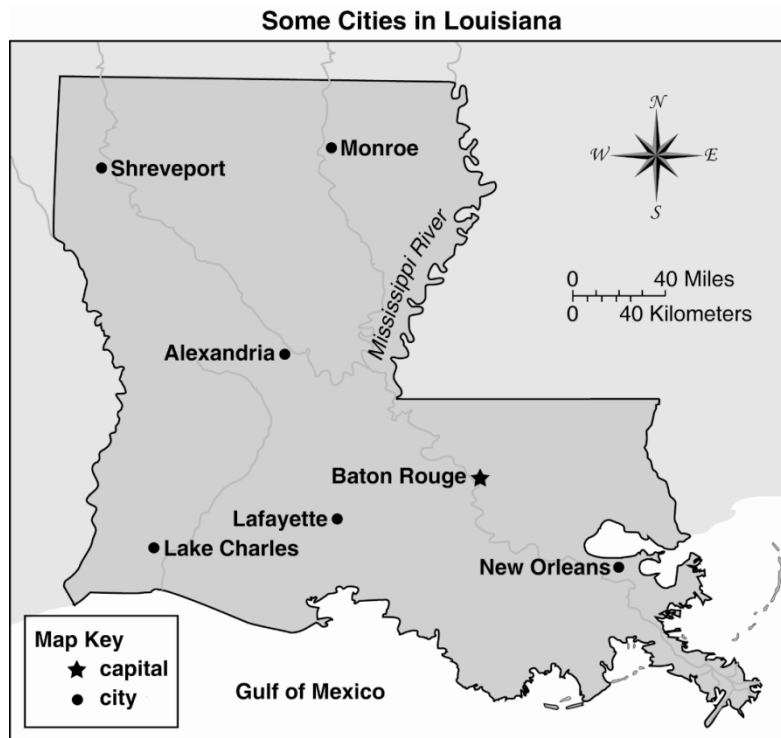 Some Cities in Louisiana
N
W
E
S
Monroe
Shreveport
Mississippi River
0 40 Miles
0 40 Kilometers
Alexandria
Baton Rouge
Lafayette
Lake Charles
New Orleans
Map Key
capital
city
Gulf of Mexico